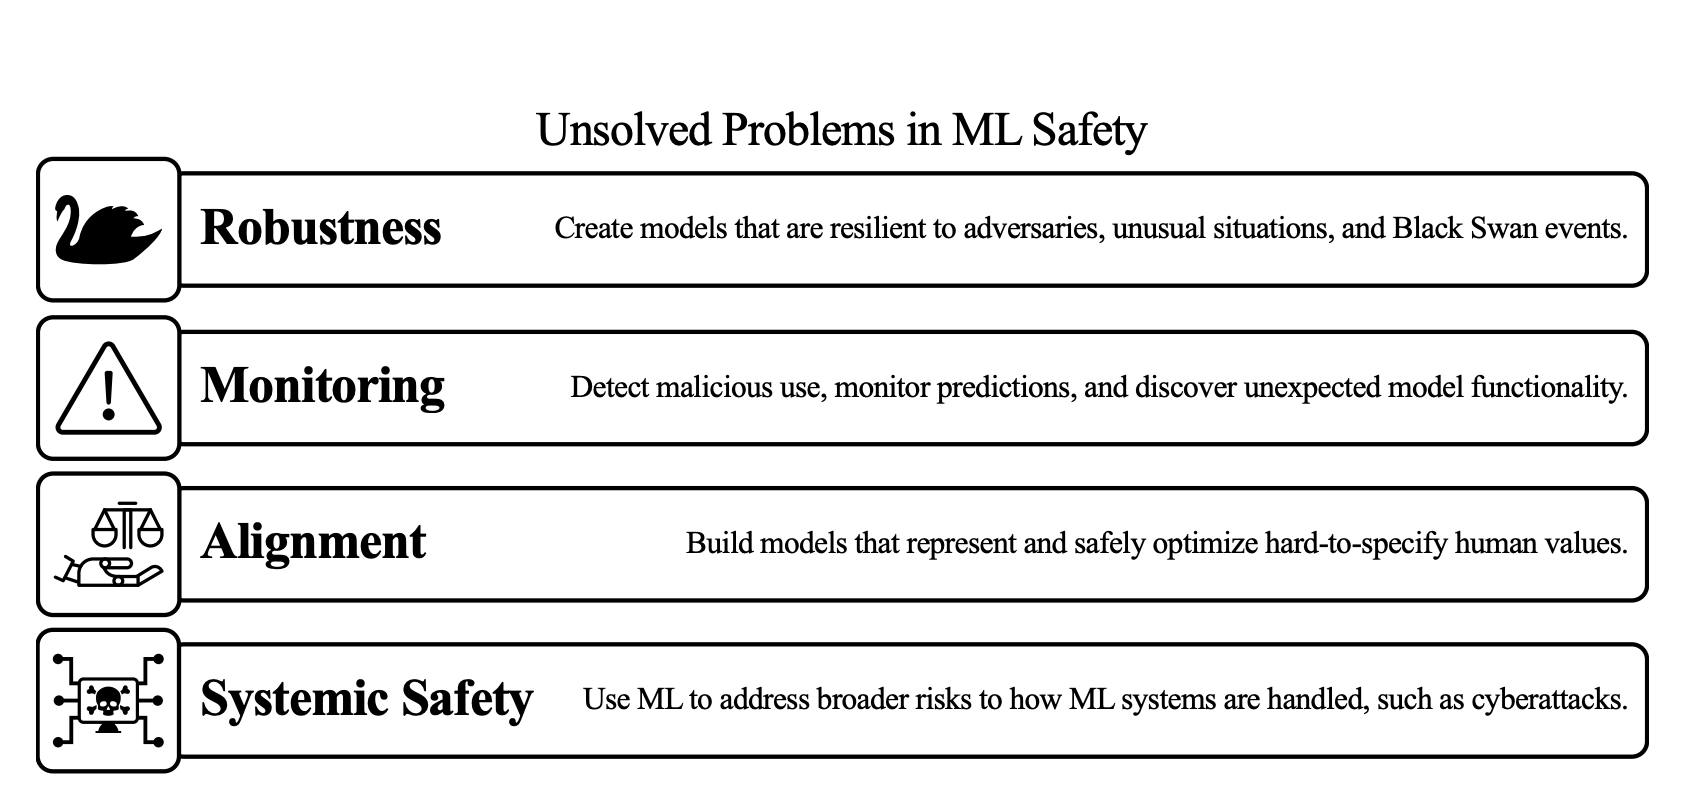 Unsolved Problems in ML Safety
Robustness Create models that are resilient to adversaries, unusual situations, and Black Swan events.
Monitoring Detect malicious use, monitor predictions, and discover unexpected model functionality.
Alignment Build models that represent and safely optimize hard-to-specify human values.
Systemic Safety Use ML to address broader risks to how ML systems are handled, such as cyberattacks.